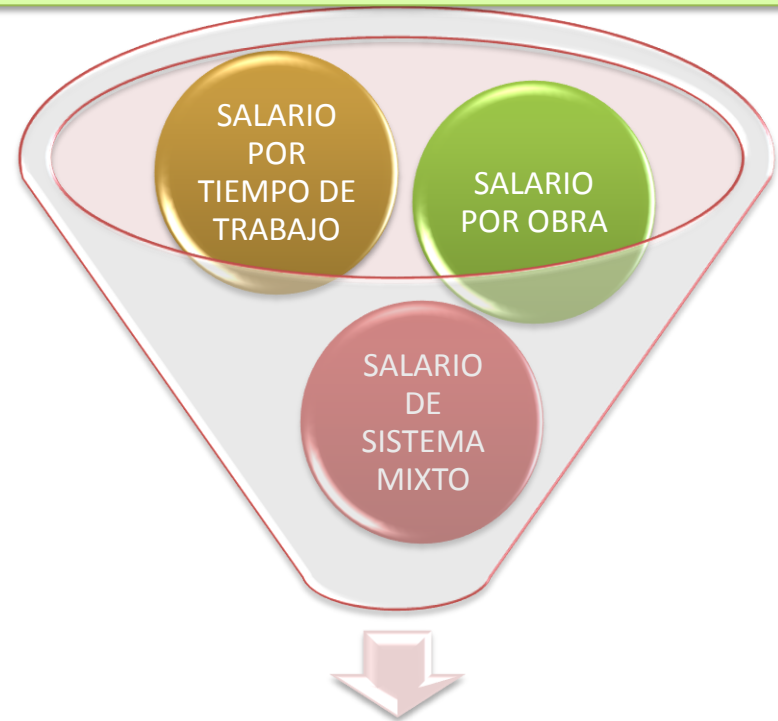 SALARIO
POR
TIEMPO DE
TRABAJO
SALARIO
POR OBRA
SALARIO
DE
SISTEMA
MIXTO